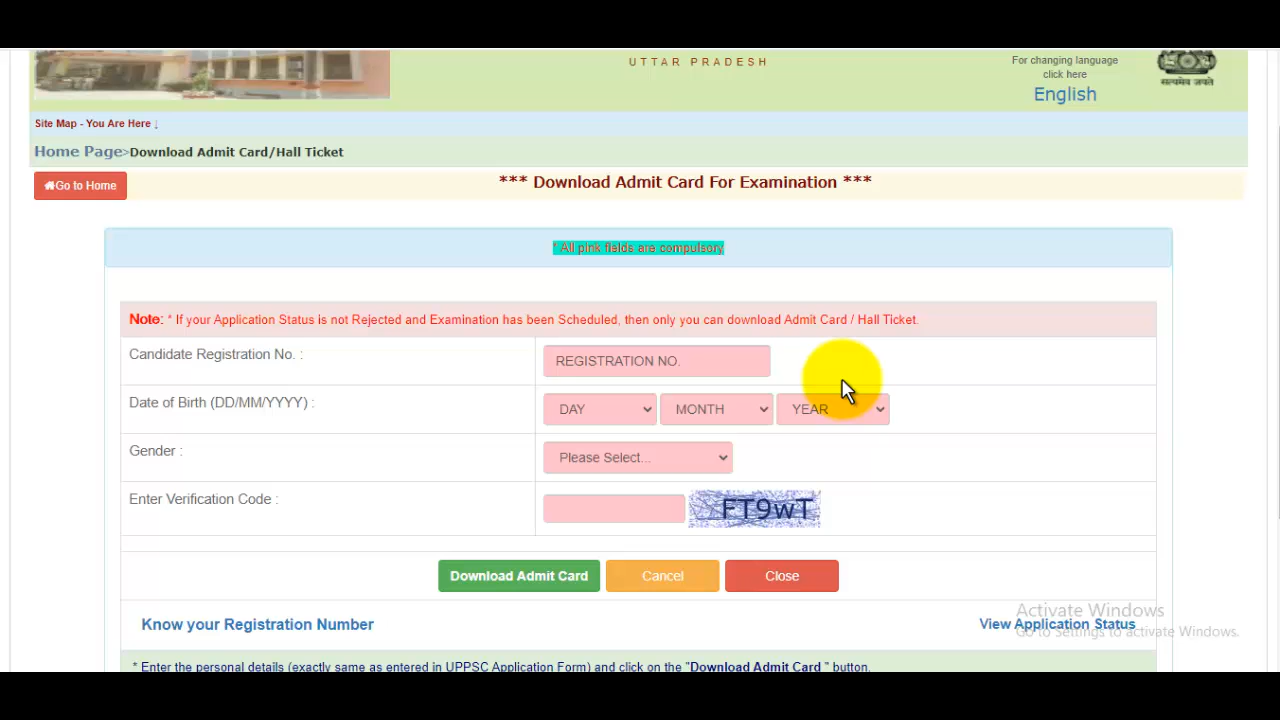 UTTAR PRADESH
For changing language
click here
English
सत्यमेव जयते
Site Map - You Are Here ↓
Home Page>Download Admit Card/Hall Ticket
Go to Home
*** Download Admit Card For Examination ***
* All pink fields are compulsory
Note: * If your Application Status is not Rejected and Examination has been Scheduled, then only you can download Admit Card / Hall Ticket.
Candidate Registration No. :
REGISTRATION NO.
Date of Birth (DD/MM/YYYY) :
DAY MONTH YEAR
Gender :
Please Select...
Enter Verification Code :
FT9wT
Download Admit Card Cancel Close
Know your Registration Number
View Application Status
Activate Windows
Go to Settings to activate Windows.
* Enter the personal details (exactly same as entered in UPPSC Application Form) and click on the "Download Admit Card " button.